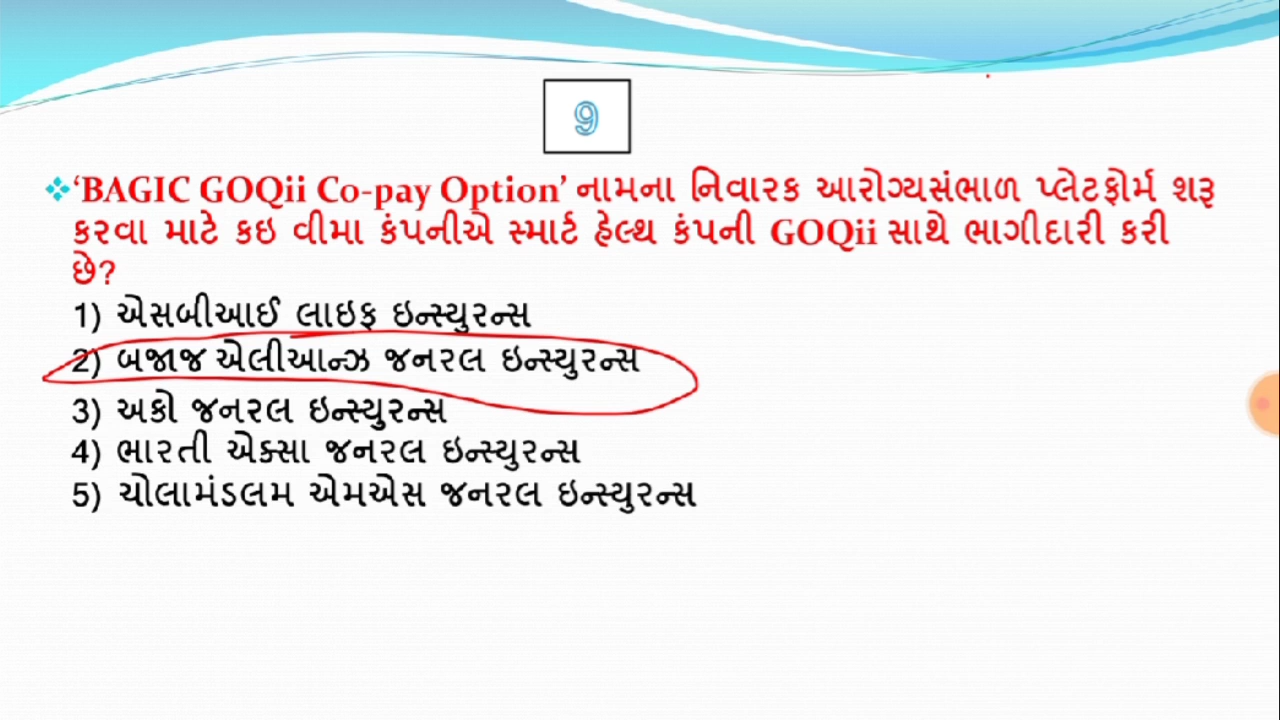 9
‘BAGIC GOQii Co-pay Option’ નામના નિવારક આરોગ્યસંભાળ પ્લેટફોર્મ શરૂ
કરવા માટે કઇ વીમા કંપનીએ સ્માર્ટ હેલ્થ કંપની GOQii સાથે ભાગીદારી કરી
છે?
1) એસબીઆઈ લાઇફ ઇન્સ્યુરન્સ
2) બજાજ એલીઆન્ઝ જનરલ ઇન્સ્યુરન્સ
3) અકો જનરલ ઇન્સ્યુરન્સ
4) ભારતી એક્સા જનરલ ઇન્સ્યુરન્સ
5) ચોલામંડલમ એમએસ જનરલ ઇન્સ્યુરન્સ